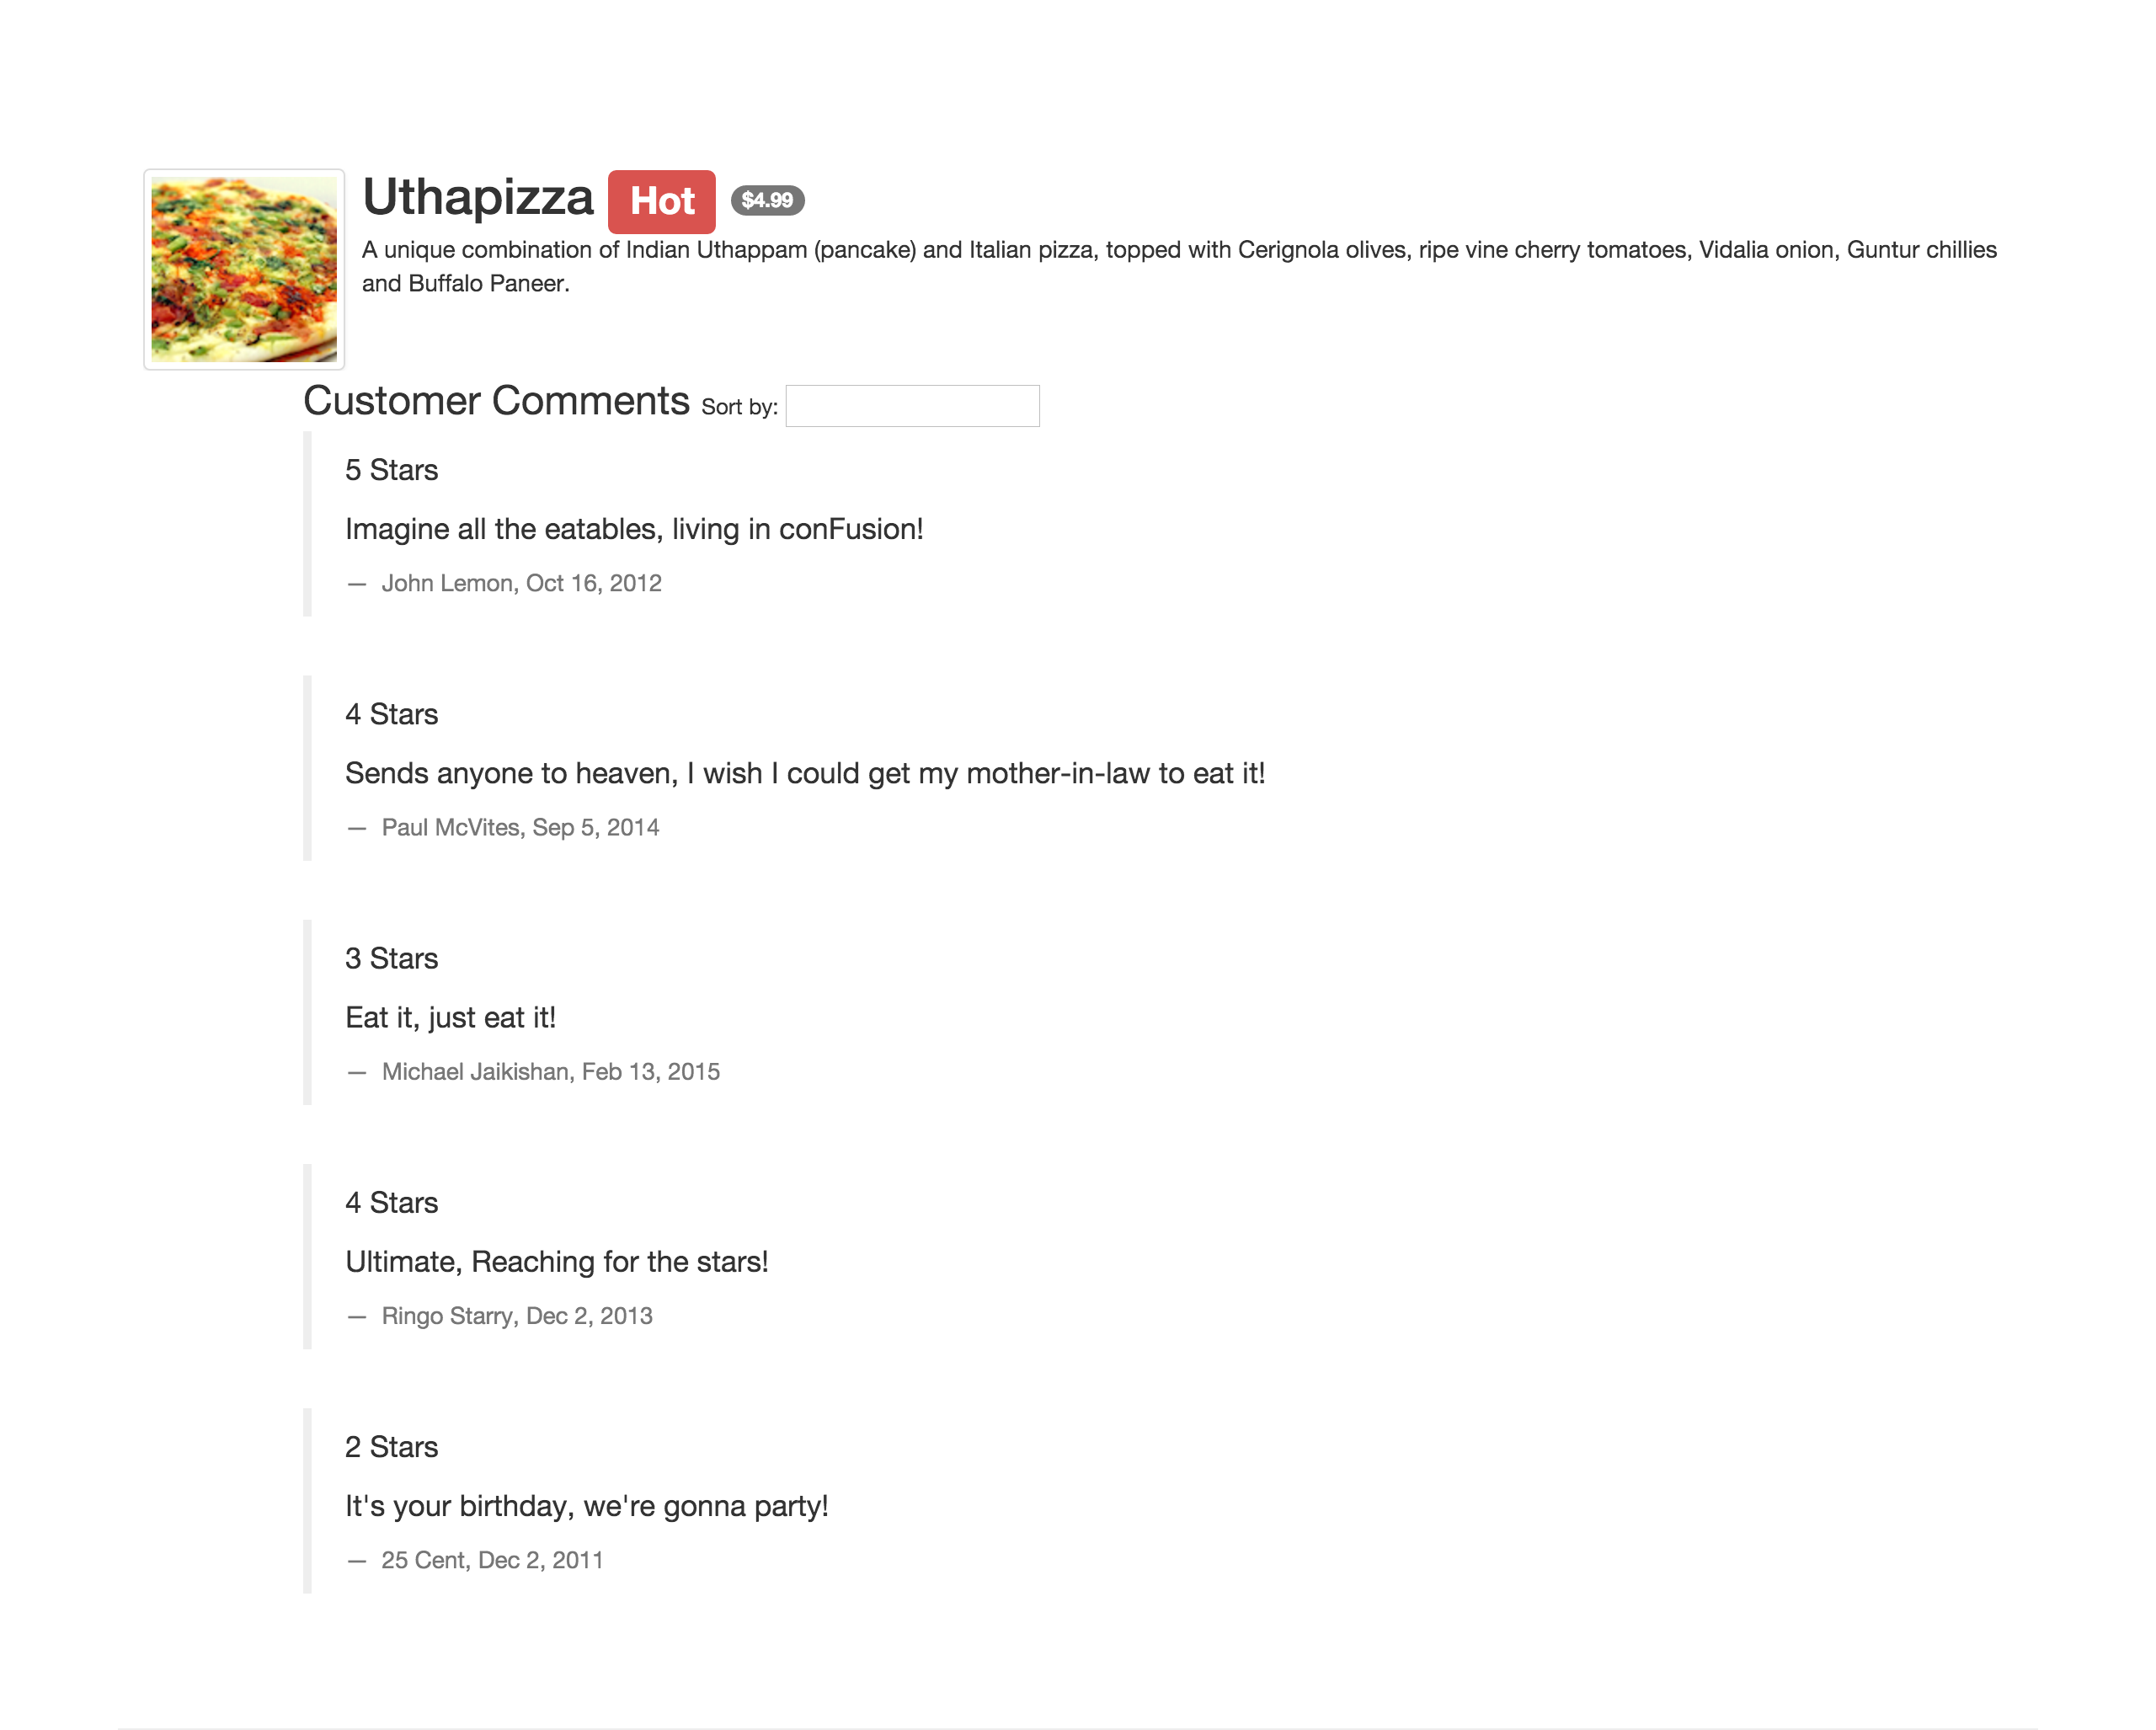 Uthapizza Hot $4.99
A unique combination of Indian Uthappam (pancake) and Italian pizza, topped with Cerignola olives, ripe vine cherry tomatoes, Vidalia onion, Guntur chillies
and Buffalo Paneer.
Customer Comments Sort by:
5 Stars
Imagine all the eatables, living in conFusion!
— John Lemon, Oct 16, 2012
4 Stars
Sends anyone to heaven, I wish I could get my mother-in-law to eat it!
— Paul McVites, Sep 5, 2014
3 Stars
Eat it, just eat it!
— Michael Jaikishan, Feb 13, 2015
4 Stars
Ultimate, Reaching for the stars!
— Ringo Starry, Dec 2, 2013
2 Stars
It's your birthday, we're gonna party!
— 25 Cent, Dec 2, 2011